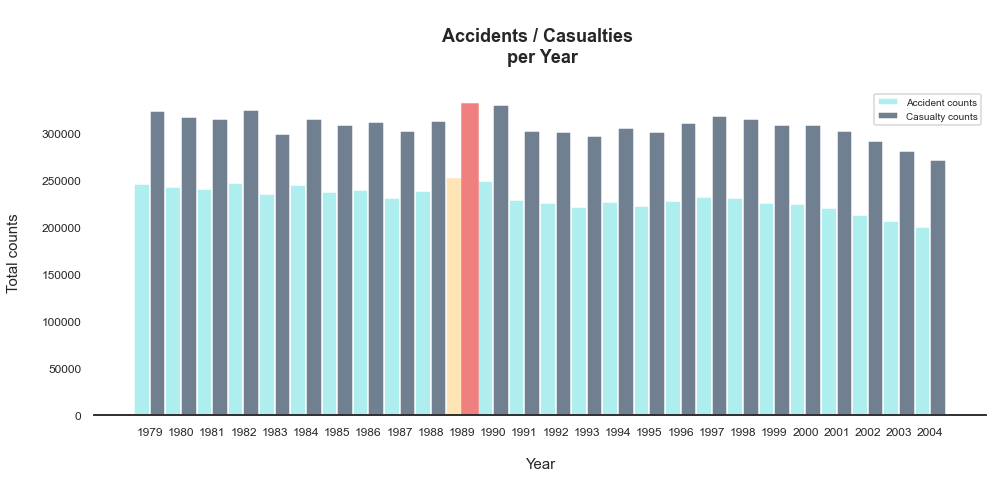 Accidents / Casualties
per Year
Accident counts
Casualty counts
Total counts
300000
250000
200000
150000
100000
50000
0
1979 1980 1981 1982 1983 1984 1985 1986 1987 1988 1989 1990 1991 1992 1993 1994 1995 1996 1997 1998 1999 2000 2001 2002 2003 2004
Year